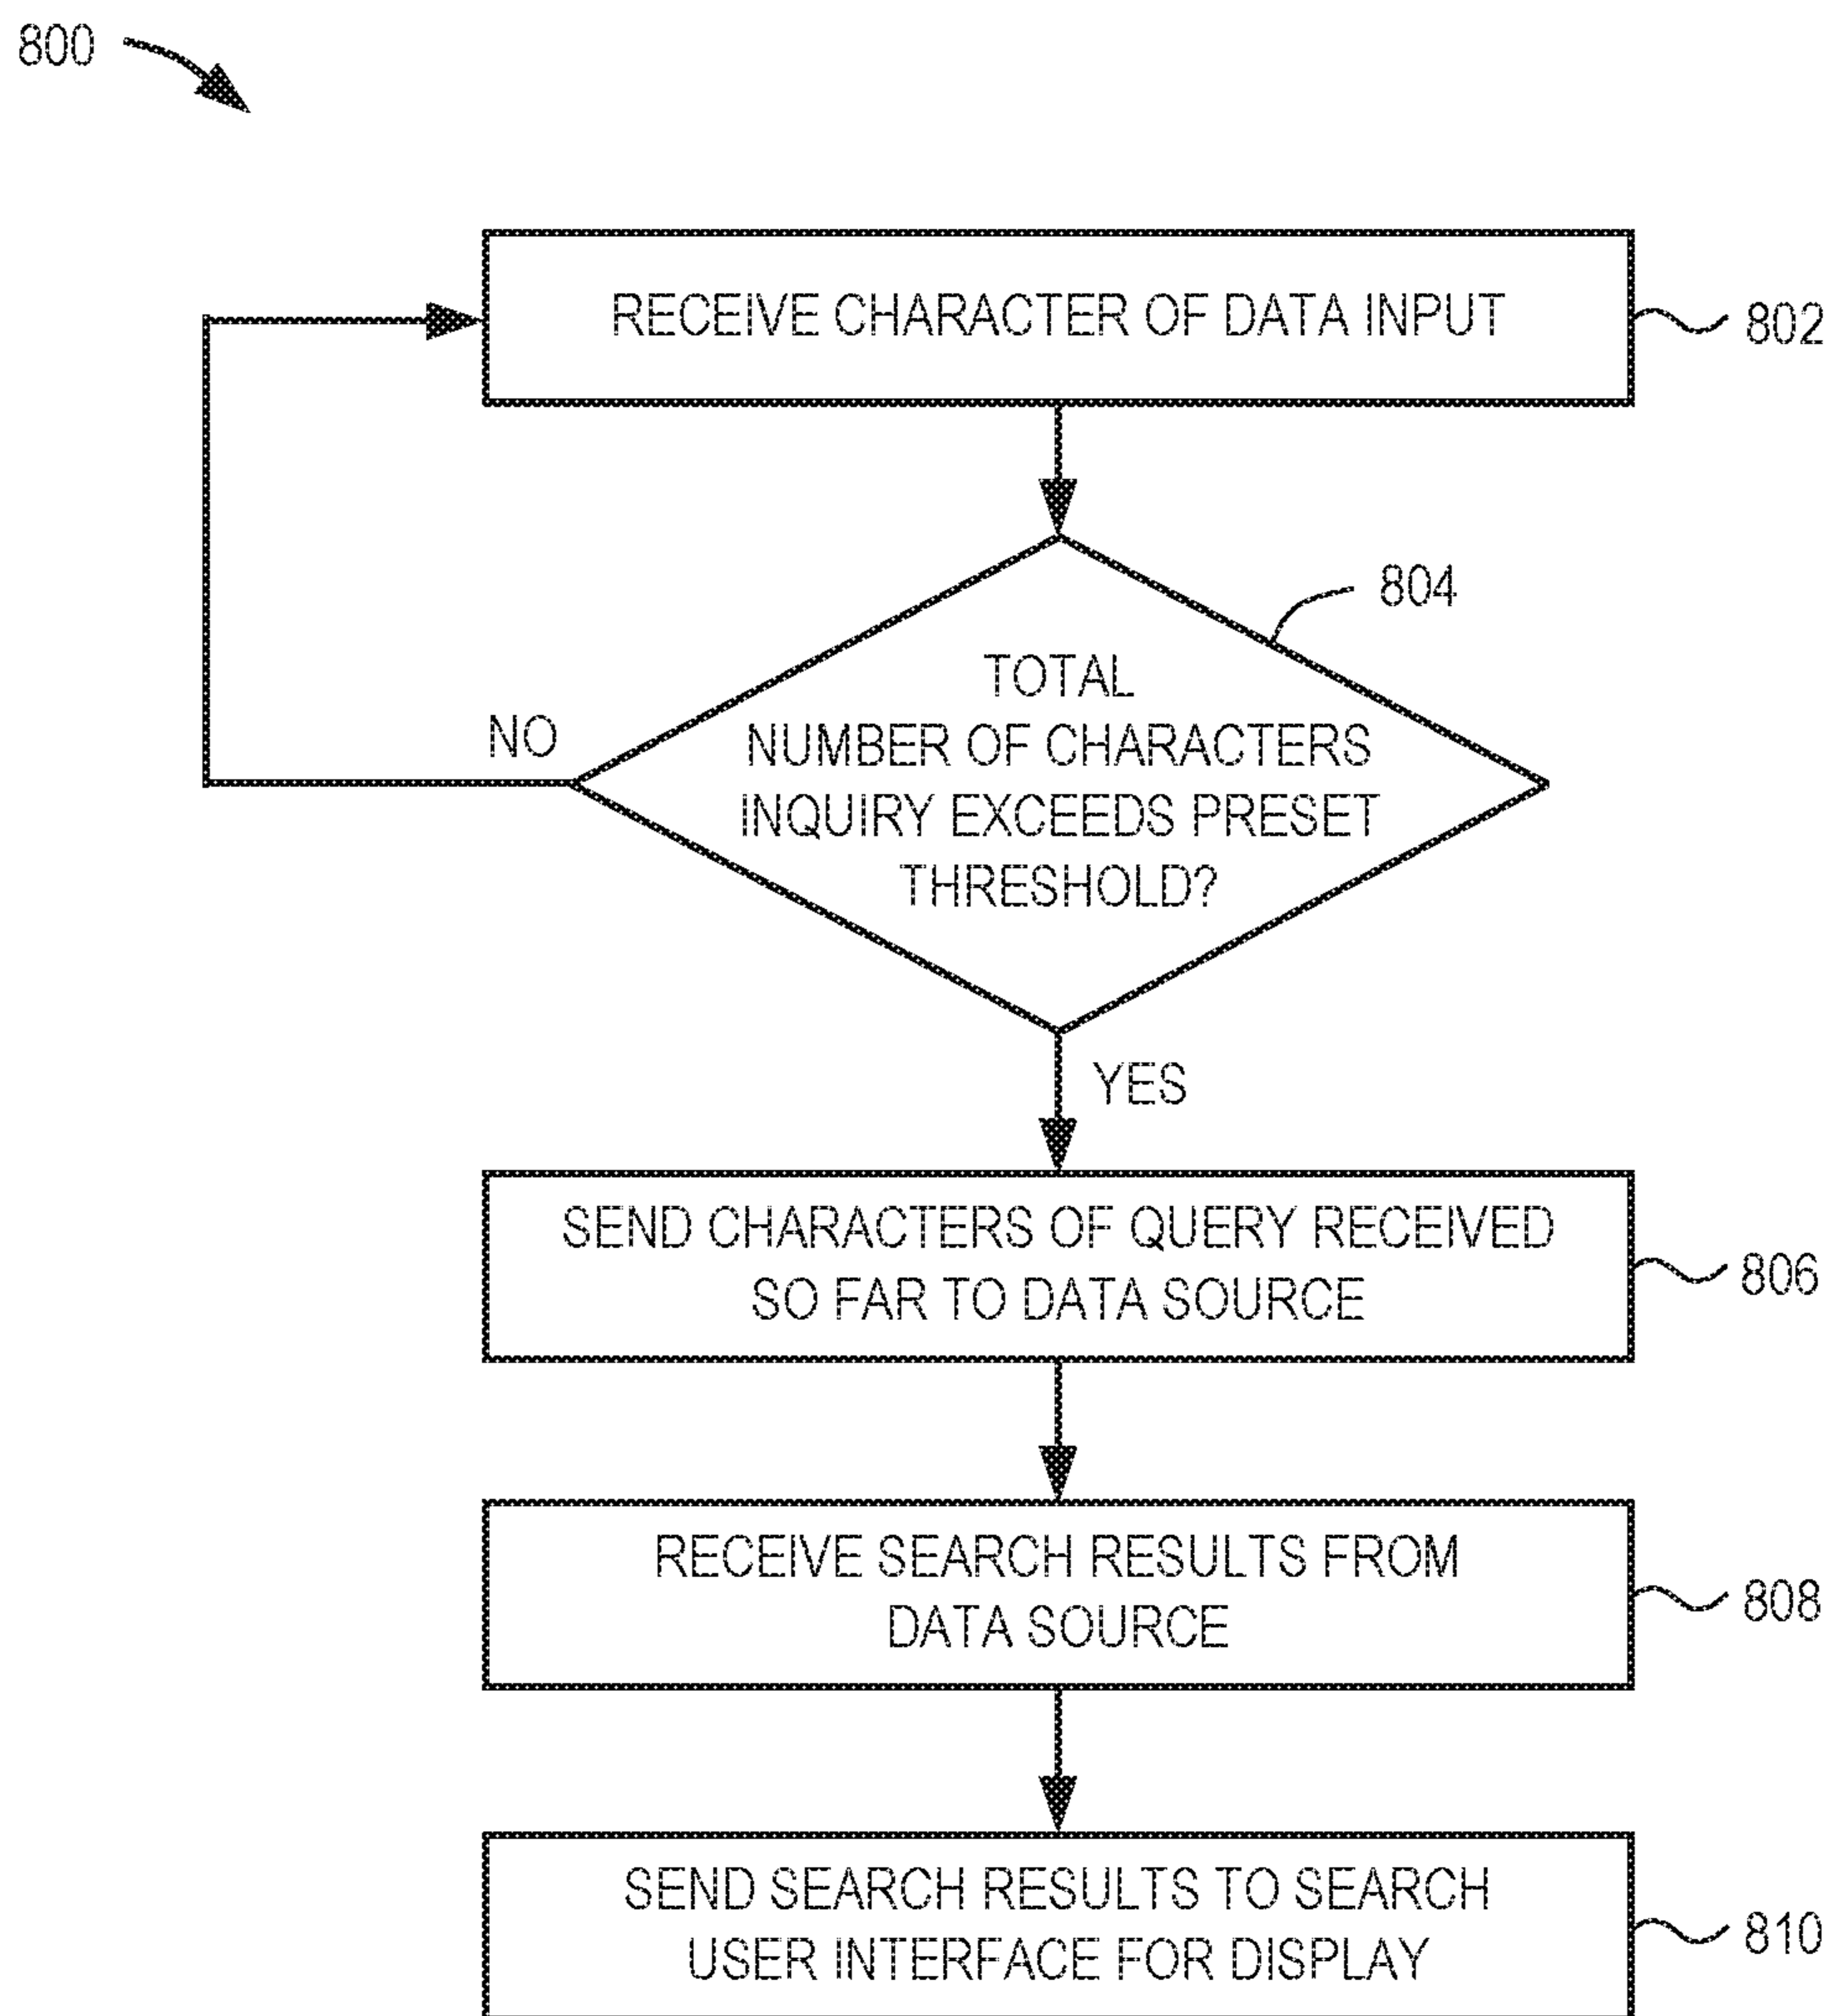 800
RECEIVE CHARACTER OF DATA INPUT
802
804
TOTAL
NUMBER OF CHARACTERS
INQUIRY EXCEEDS PRESET
THRESHOLD?
NO
YES
SEND CHARACTERS OF QUERY RECEIVED
SO FAR TO DATA SOURCE
806
RECEIVE SEARCH RESULTS FROM
DATA SOURCE
808
SEND SEARCH RESULTS TO SEARCH
USER INTERFACE FOR DISPLAY
810